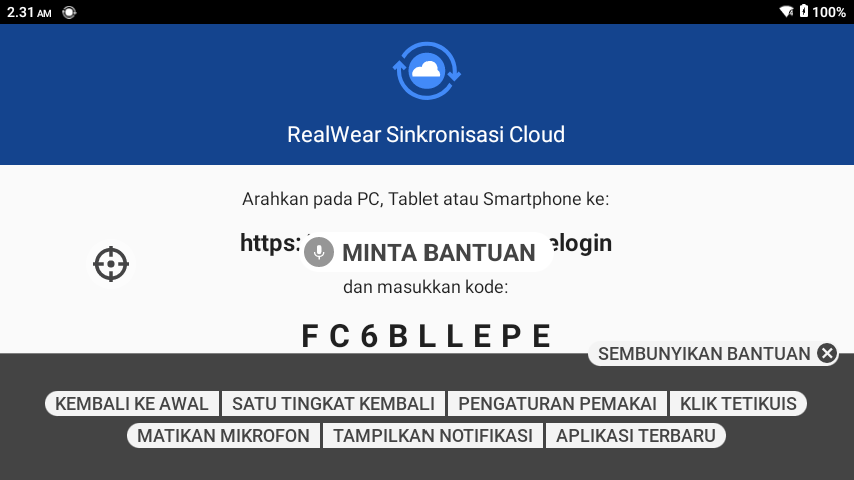 2.31 AM
100%
RealWear Sinkronisasi Cloud
Arahkan pada PC, Tablet atau Smartphone ke:
https:
MINTA BANTUAN
elogin
dan masukkan kode:
FC6BLLEPE
SEMBUNYIKAN BANTUAN
KEMBALI KE AWAL SATU TINGKAT KEMBALI PENGATURAN PEMAKAI KLIK TETIKUIS
MATIKAN MIKROFON TAMPILKAN NOTIFIKASI APLIKASI TERBARU